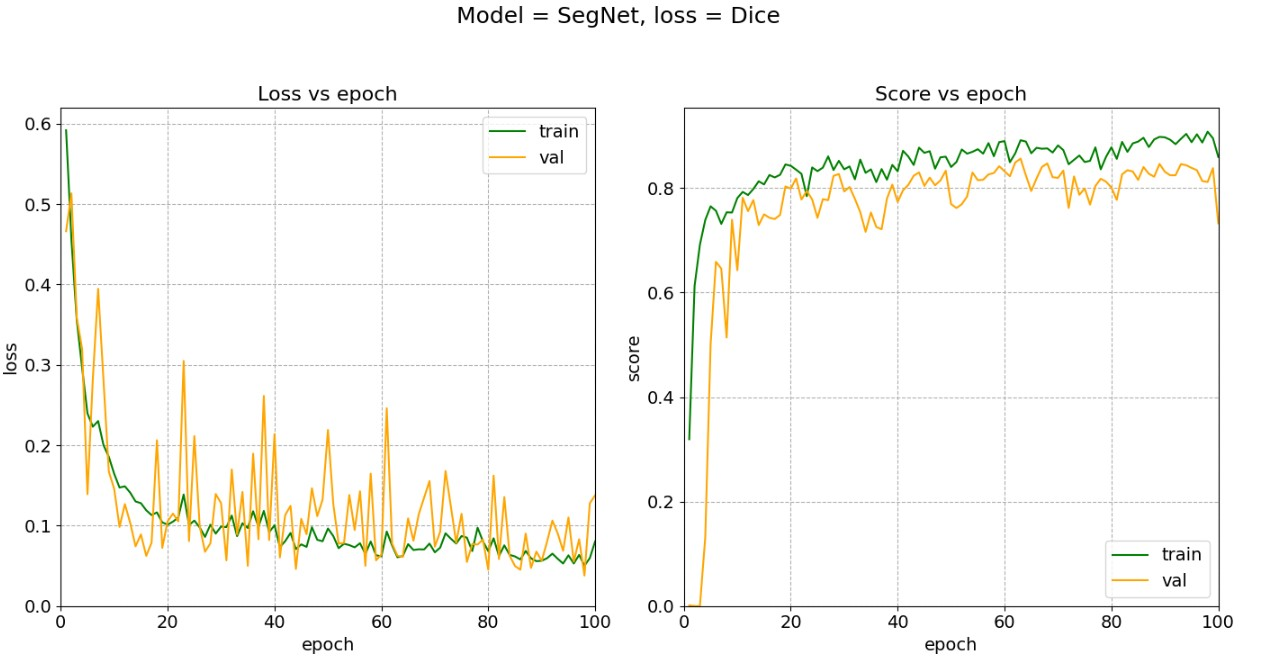 Model = SegNet, loss = Dice
Loss vs epoch
0.6
0.5
0.4
0.3
0.2
0.1
0.0
loss
0 20 40 60 80 100
epoch
train
val
Score vs epoch
0.8
0.6
0.4
0.2
0.0
score
0 20 40 60 80 100
epoch
train
val